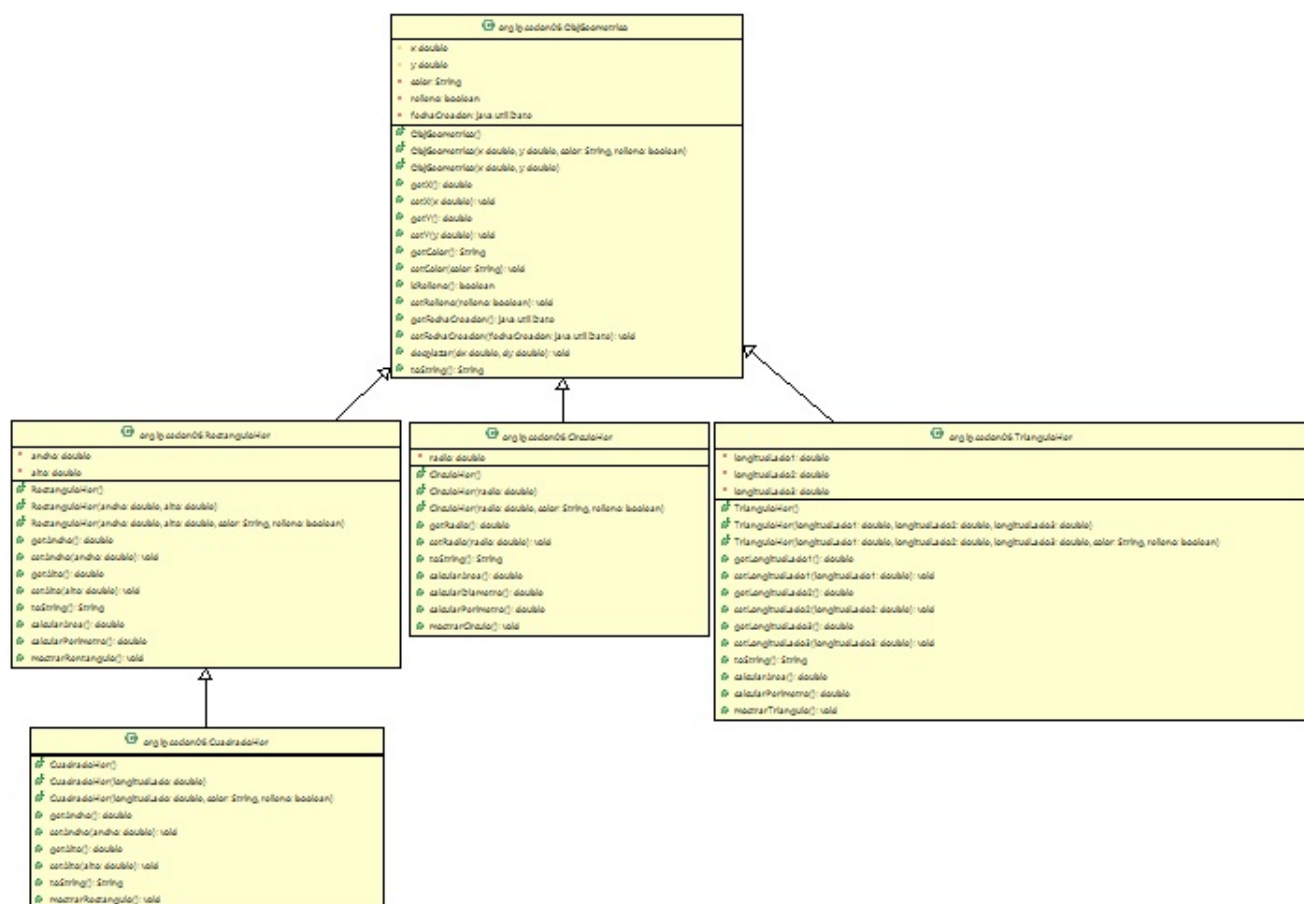 org.lp.sesion06.ObjGeometrico
x: double
y: double
color: String
relleno: boolean
fechaCreacion: java.util.Date
ObjGeometrico()
ObjGeometrico(x: double, y: double, color: String, relleno: boolean)
ObjGeometrico(x: double, y: double)
getX(): double
setX(x: double): void
getY(): double
setY(y: double): void
getColor(): String
setColor(color: String): void
isRelleno(): boolean
setRelleno(relleno: boolean): void
getFechaCreacion(): java.util.Date
setFechaCreacion(fechaCreacion: java.util.Date): void
desplazar(dx: double, dy: double): void
toString(): String
org.lp.sesion06.RectanguloHer
ancho: double
alto: double
RectanguloHer()
RectanguloHer(ancho: double, alto: double)
RectanguloHer(ancho: double, alto: double, color: String, relleno: boolean)
getAncho(): double
setAncho(ancho: double): void
getAlto(): double
setAlto(alto: double): void
toString(): String
calcularArea(): double
calcularPerimetro(): double
mostrarRentangulo(): void
org.lp.sesion06.CirculoHer
radio: double
CirculoHer()
CirculoHer(radio: double)
CirculoHer(radio: double, color: String, relleno: boolean)
getRadio(): double
setRadio(radio: double): void
toString(): String
calcularArea(): double
calcularDiametro(): double
calcularPerimetro(): double
mostrarCirculo(): void
org.lp.sesion06.TrianguloHer
longitudLado1: double
longitudLado2: double
longitudLado3: double
TrianguloHer()
TrianguloHer(longitudLado1: double, longitudLado2: double, longitudLado3: double)
TrianguloHer(longitudLado1: double, longitudLado2: double, longitudLado3: double, color: String, relleno: boolean)
getLongitudLado1(): double
setLongitudLado1(longitudLado1: double): void
getLongitudLado2(): double
setLongitudLado2(longitudLado2: double): void
getLongitudLado3(): double
setLongitudLado3(longitudLado3: double): void
toString(): String
calcularArea(): double
calcularPerimetro(): double
mostrarTriangulo(): void
org.lp.sesion06.CuadradoHer
CuadradoHer()
CuadradoHer(longitudLado: double)
CuadradoHer(longitudLado: double, color: String, relleno: boolean)
getAncho(): double
setAncho(ancho: double): void
getAlto(): double
setAlto(alto: double): void
toString(): String
mostrarRectangulo(): void